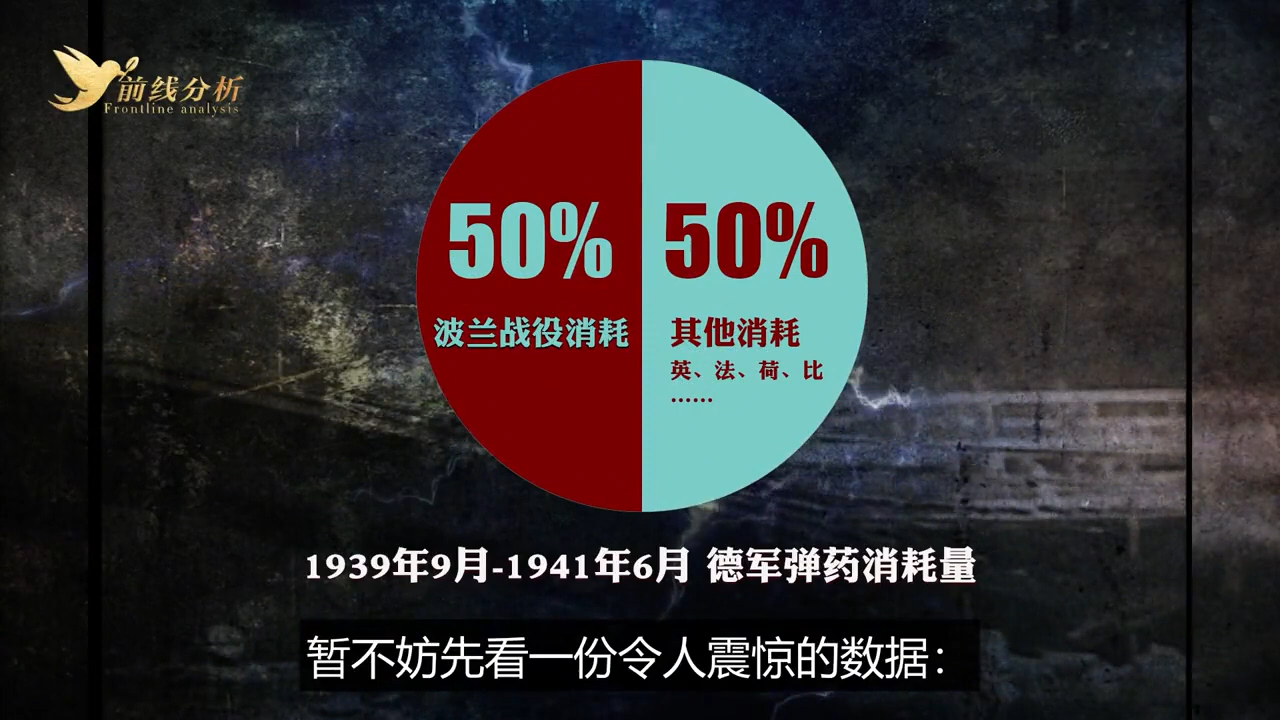 前线分析
Frontline analysis
50%
波兰战役消耗
50%
其他消耗
英、法、荷、比
……
1939年9月-1941年6月 德军弹药消耗量
暂不妨先看一份令人震惊的数据：